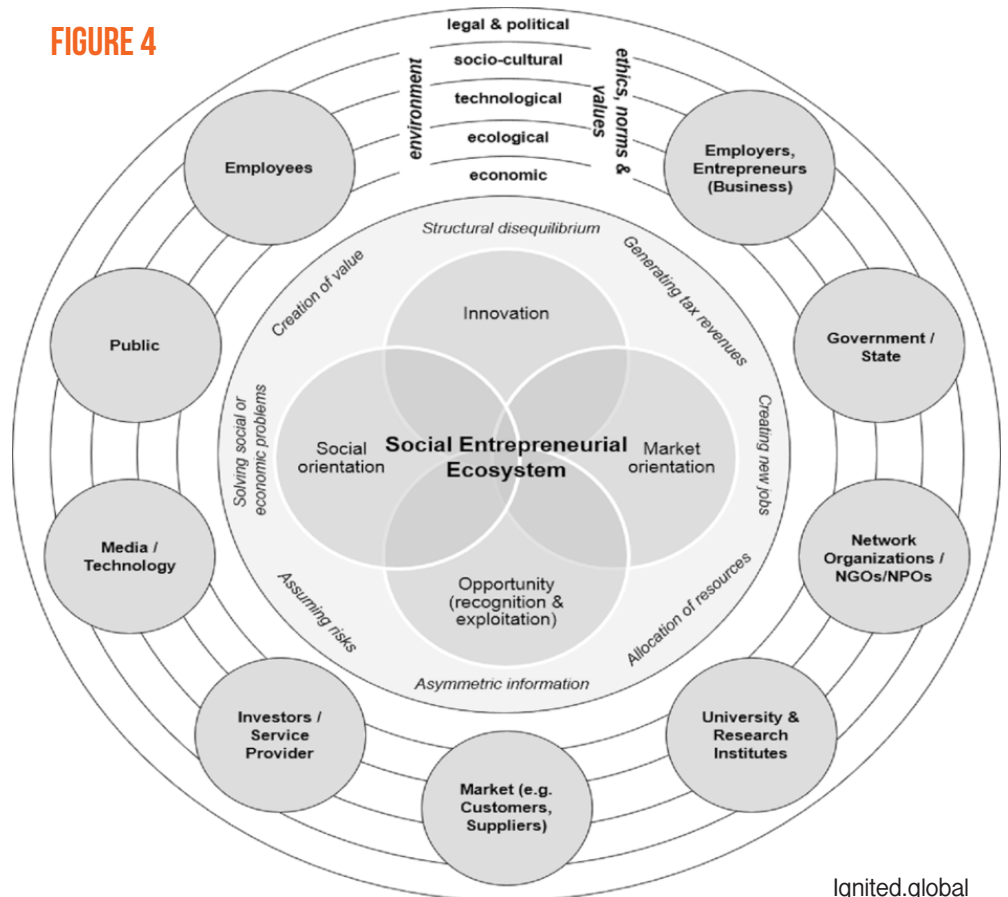 FIGURE 4
legal & political
socio-cultural
technological
ecological
economic
environment
ethics, norms &
values
Employees
Employers,
Entrepreneurs
(Business)
Public
Government /
State
Media /
Technology
Network
Organizations /
NGOs/NPOs
Investors /
Service
Provider
University &
Research
Institutes
Market (e.g.
Customers,
Suppliers)
Structural disequilibrium
Generating tax revenues
Creating new jobs
Allocation of resources
Asymmetric information
Assuming risks
Solving social or
economic problems
Creation of value
Innovation
Social
orientation
Social Entrepreneurial
Ecosystem
Market
orientation
Opportunity
(recognition &
exploitation)
Ignited.global